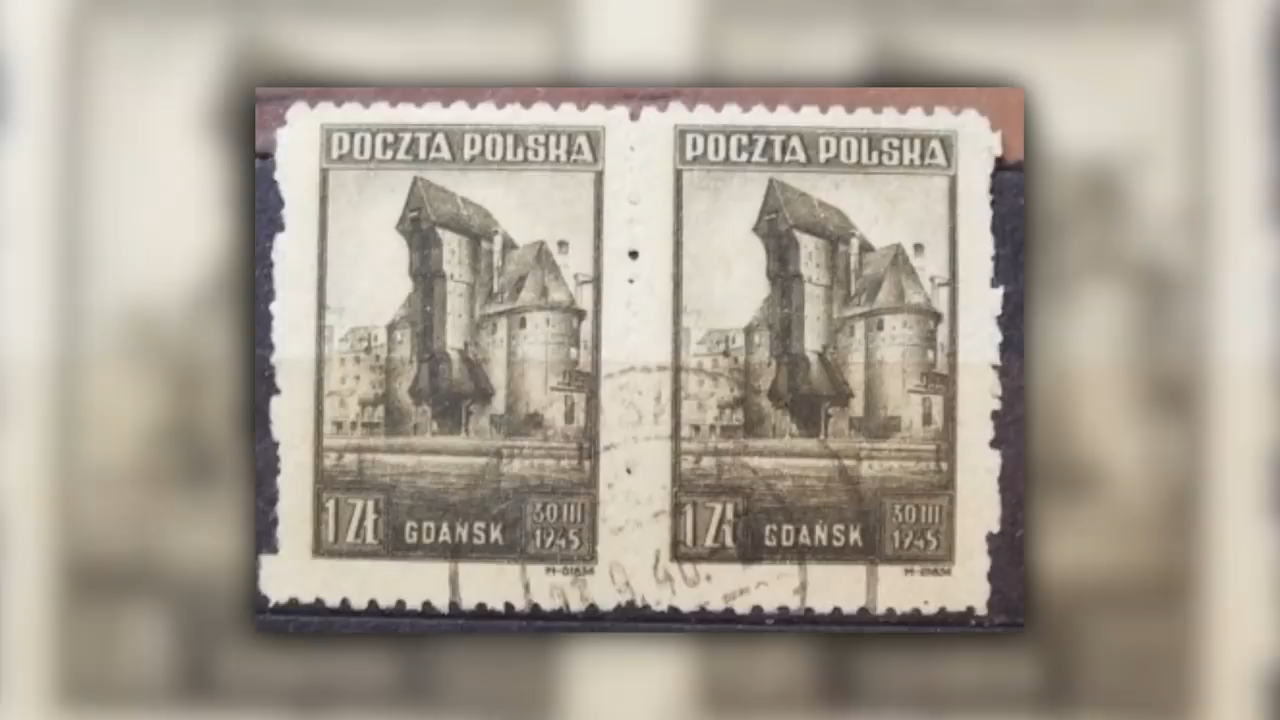 POCZTA POLSKA
1 ZŁ
GDAŃSK
30 III
1945
POCZTA POLSKA
1 ZŁ
GDAŃSK
30 III
1945